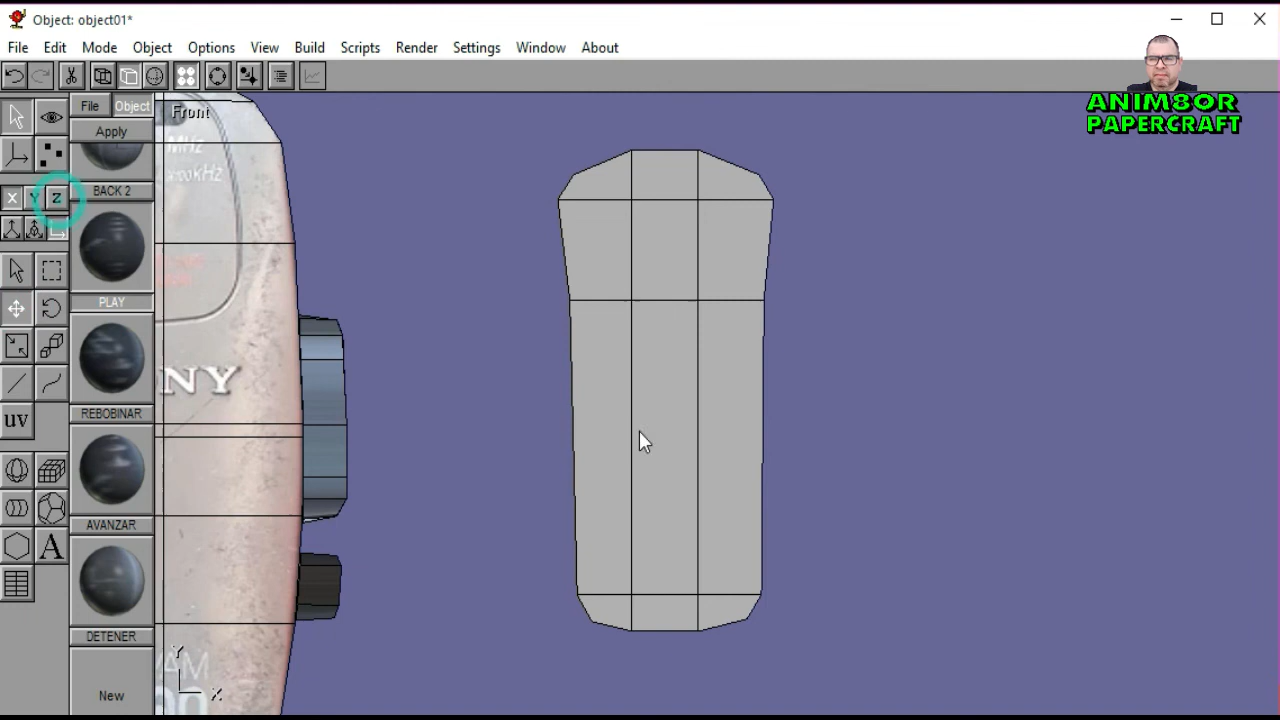 Object: object01*
File Edit Mode Object Options View Build Scripts Render Settings Window About
ANIM8OR
PAPERCRAFT
File Object
Front
Apply
MHz
kHz
BACK 2
X Y Z
PLAY
NY
REBOBINAR
uv
AVANZAR
A
DETENER
Y
X
New